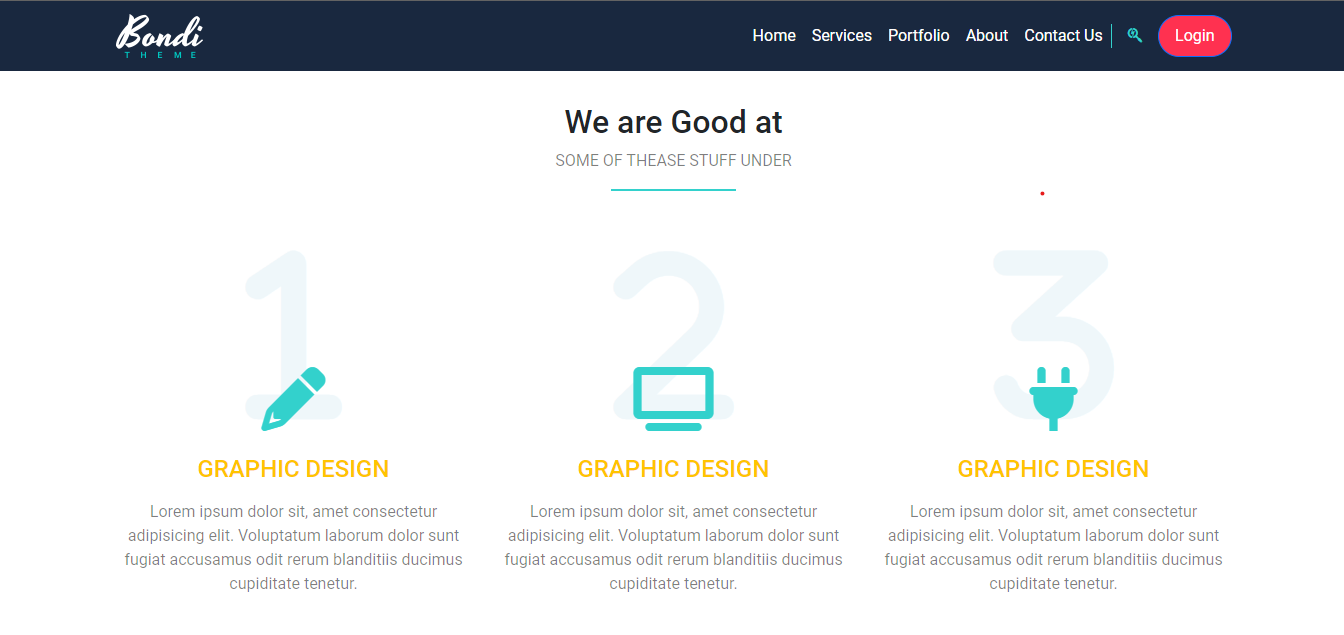 Bondi
THEME
Home Services Portfolio About Contact Us Login
We are Good at
SOME OF THEASE STUFF UNDER
1 2 3
GRAPHIC DESIGN
Lorem ipsum dolor sit, amet consectetur
adipisicing elit. Voluptatum laborum dolor sunt
fugiat accusamus odit rerum blanditiis ducimus
cupiditate tenetur.
GRAPHIC DESIGN
Lorem ipsum dolor sit, amet consectetur
adipisicing elit. Voluptatum laborum dolor sunt
fugiat accusamus odit rerum blanditiis ducimus
cupiditate tenetur.
GRAPHIC DESIGN
Lorem ipsum dolor sit, amet consectetur
adipisicing elit. Voluptatum laborum dolor sunt
fugiat accusamus odit rerum blanditiis ducimus
cupiditate tenetur.